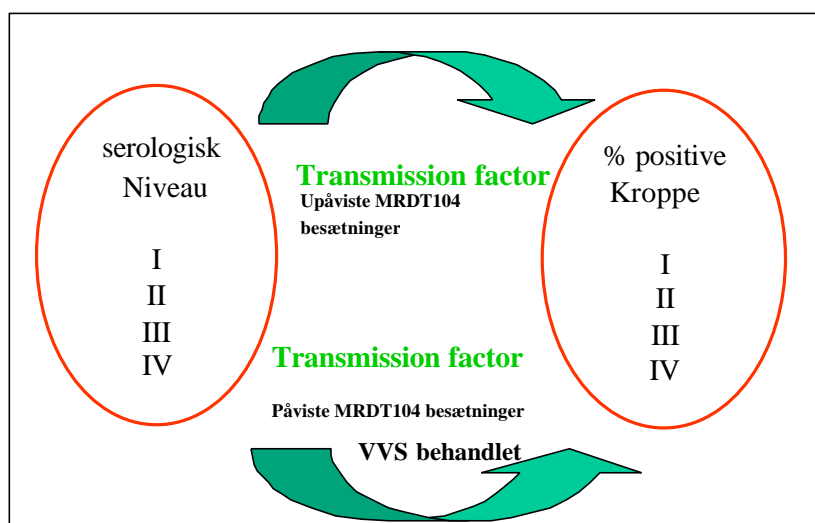 serologisk
Niveau
I
II
III
IV
Transmission factor
Upåviste MRDT104
besætninger
Transmission factor
Påviste MRDT104 besætninger
VVS behandlet
% positive
Kroppe
I
II
III
IV